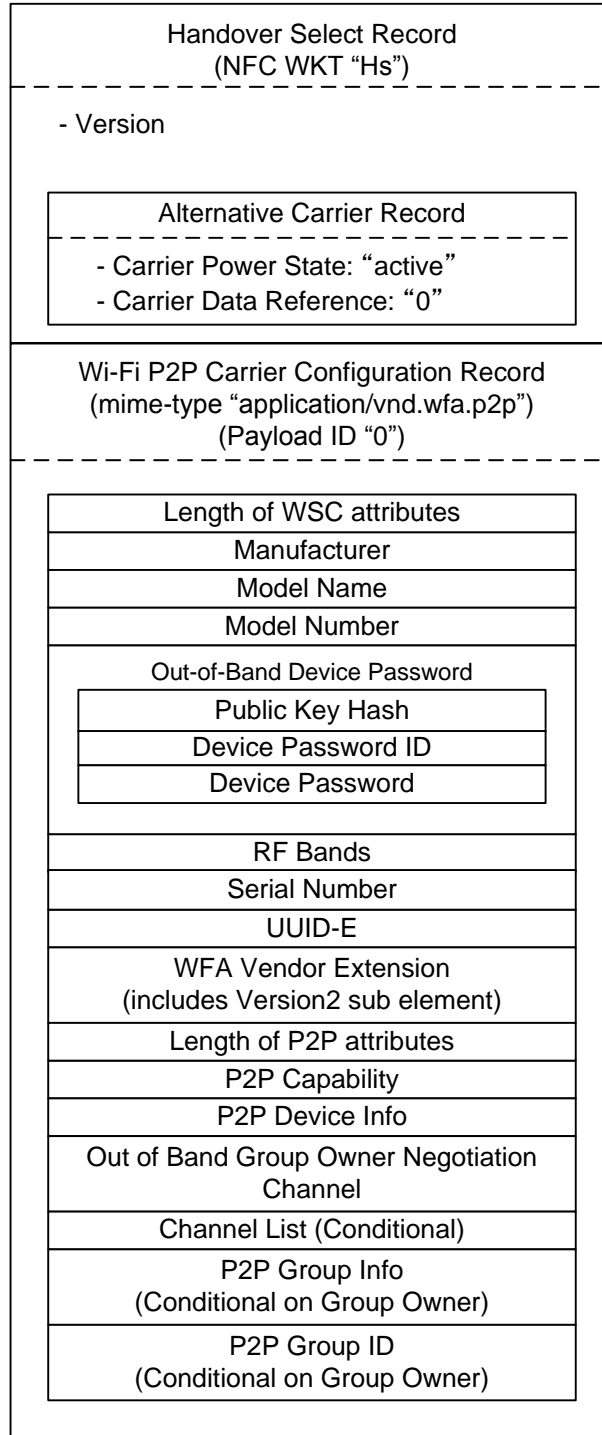 Handover Select Record
(NFC WKT “Hs”)
- Version
Alternative Carrier Record
- Carrier Power State: “active”
- Carrier Data Reference: “0”
Wi-Fi P2P Carrier Configuration Record
(mime-type “application/vnd.wfa.p2p”)
(Payload ID “0”)
Length of WSC attributes
Manufacturer
Model Name
Model Number
Out-of-Band Device Password
Public Key Hash
Device Password ID
Device Password
RF Bands
Serial Number
UUID-E
WFA Vendor Extension
(includes Version2 sub element)
Length of P2P attributes
P2P Capability
P2P Device Info
Out of Band Group Owner Negotiation
Channel
Channel List (Conditional)
P2P Group Info
(Conditional on Group Owner)
P2P Group ID
(Conditional on Group Owner)